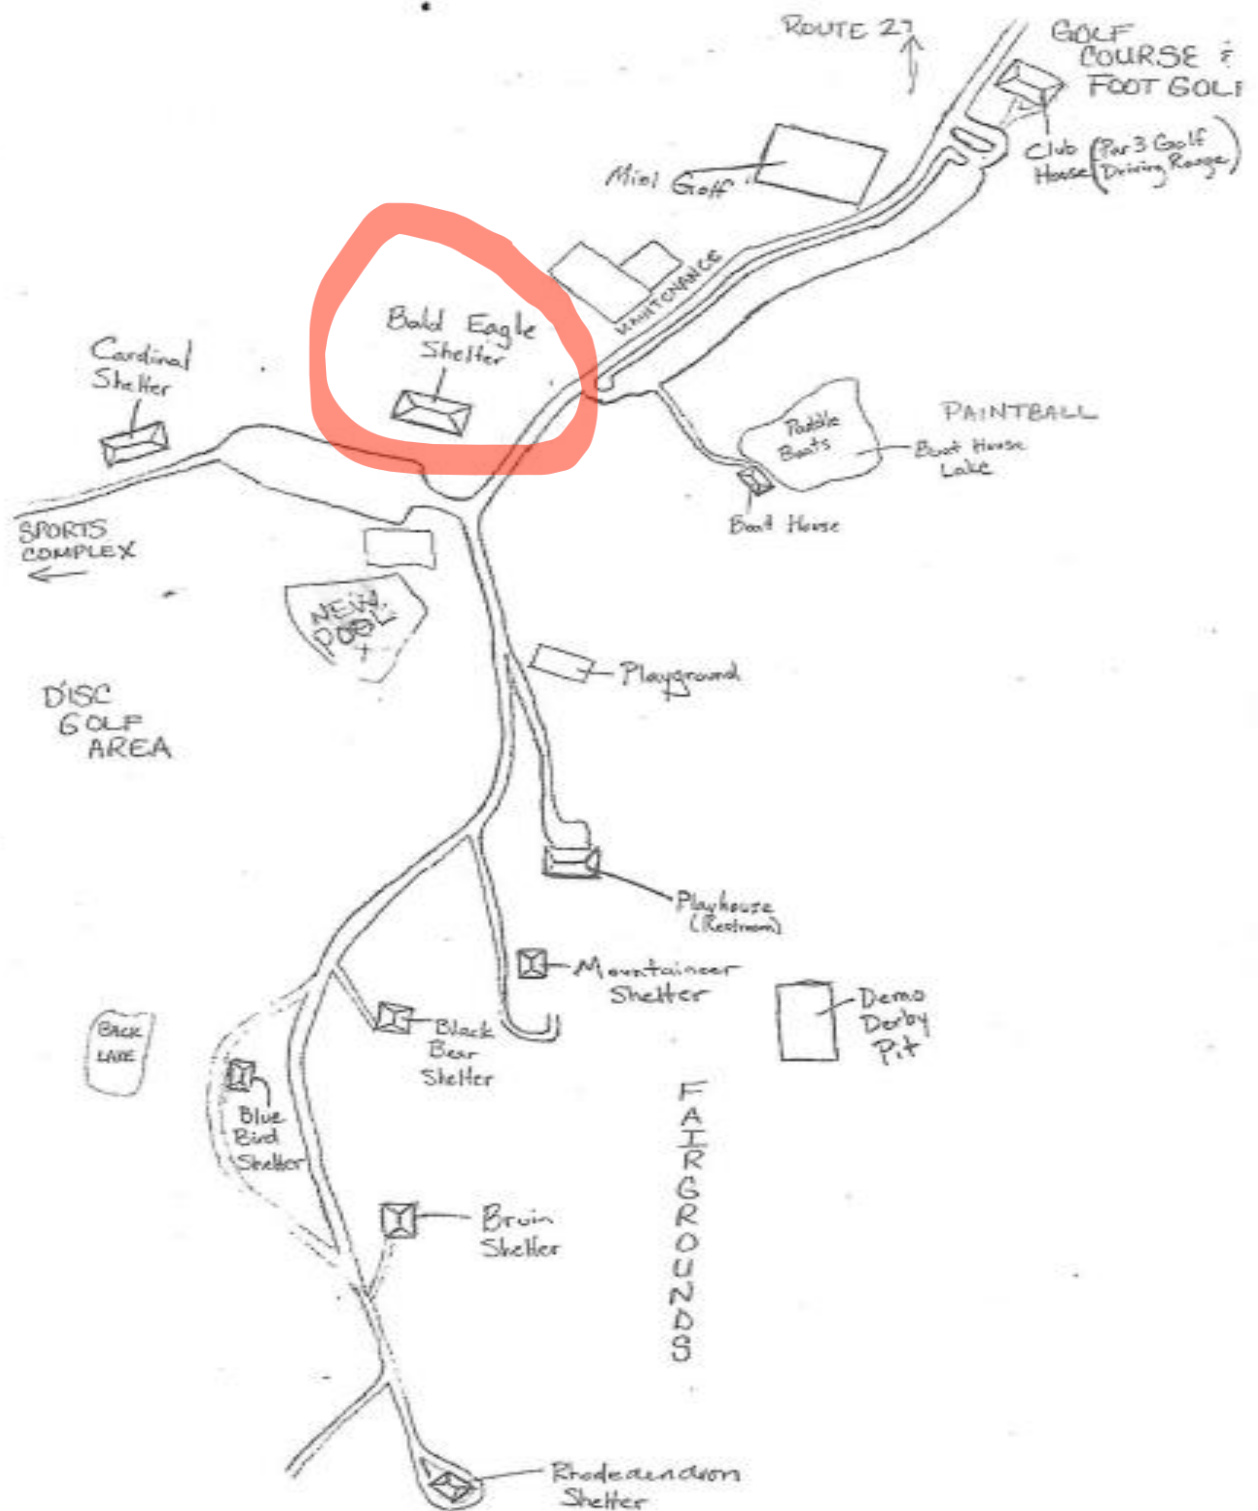 ROUTE 27
GOLF
COURSE &
FOOT GOLF
Club
House
(Par 3 Golf
Driving Range)
Mini Golf
MAINTENANCE
Bald Eagle
Shelter
Cardinal
Shelter
PAINTBALL
Paddle
Boats
Boat House
Lake
Boat House
SPORTS
COMPLEX
NEW
POOL
Playground
DISC
GOLF
AREA
Playhouse
(Restroom)
Mountaineer
Shelter
Demo
Derby
Pit
BACK
LAKE
Black
Bear
Shelter
Blue
Bird
Shelter
FAIRGROUNDS
Bruin
Shelter
Rhodedendron
Shelter